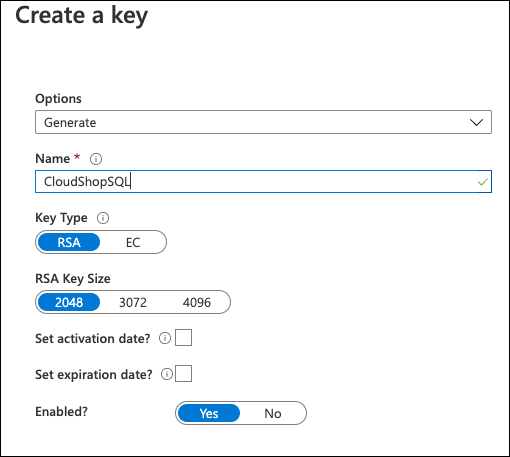 Create a key
Options
Generate
Name *
CloudShopSQL
Key Type
RSA EC
RSA Key Size
2048 3072 4096
Set activation date?
Set expiration date?
Enabled? Yes No